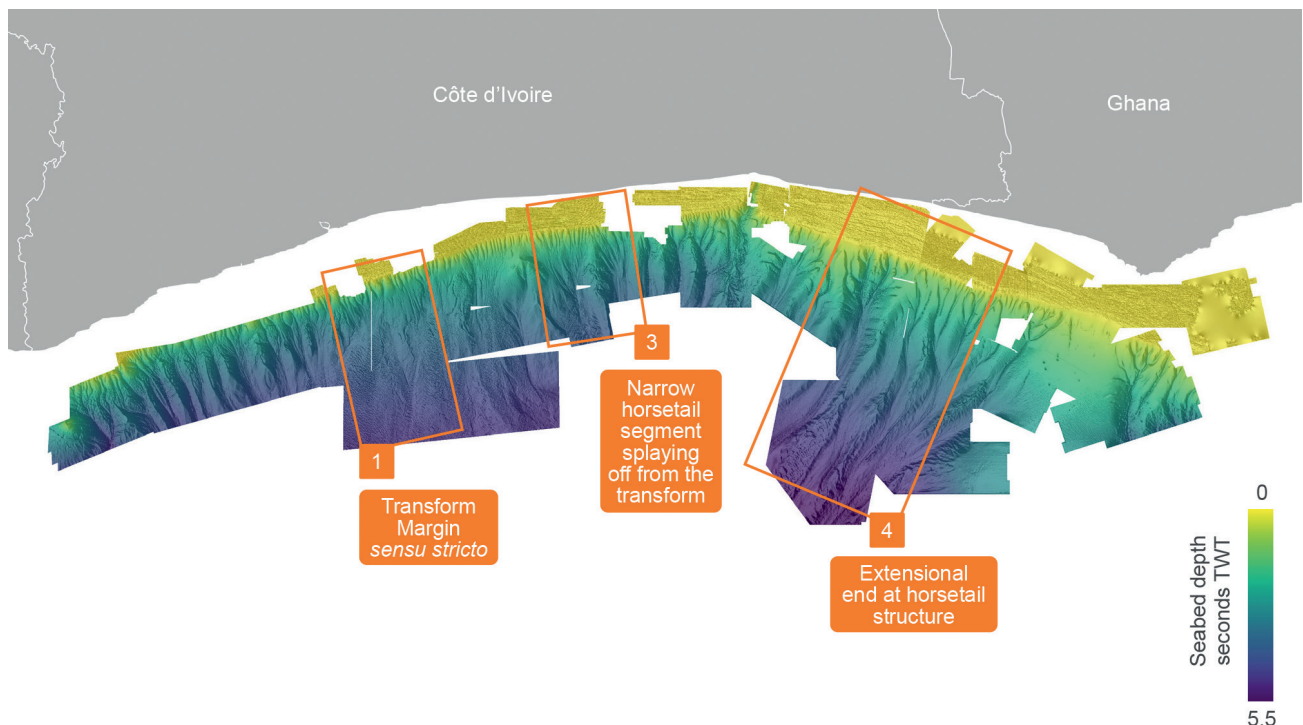 Côte d'Ivoire
Ghana
1
Transform
Margin
sensu stricto
3
Narrow
horsetail
segment
splaying
off from the
transform
4
Extensional
end at horsetail
structure
0
Seabed depth
seconds TWT
5.5